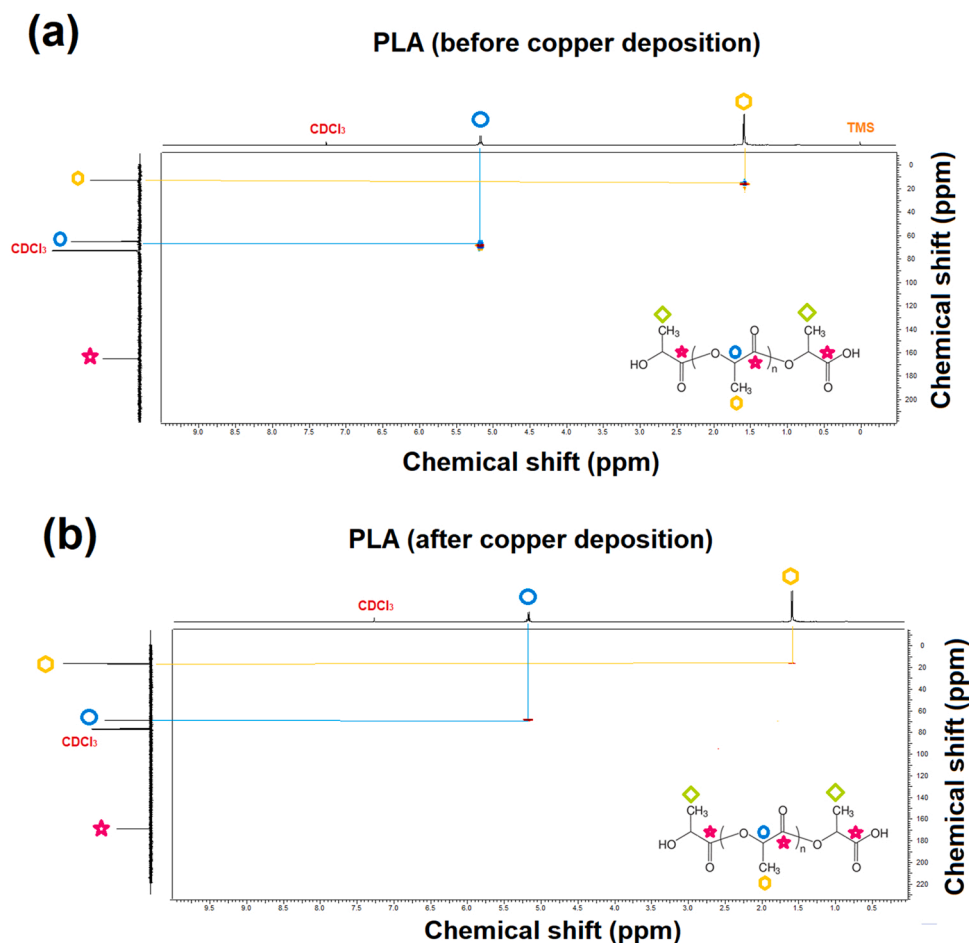 (a)
PLA (before copper deposition)
CDCl₃
TMS
CDCl₃
0
20
40
60
80
100
120
140
150
160
170
180
190
200
CH₃
O
CH₃
HO
O
O
OH
O
n
O
CH₃
9.0 8.5 8.0 7.5 7.0 6.5 6.0 5.5 5.0 4.5 4.0 3.5 3.0 2.5 2.0 1.5 1.0 0.5 0
Chemical shift (ppm)
Chemical shift (ppm)
(b)
PLA (after copper deposition)
CDCl₃
CDCl₃
0
20
40
60
80
100
120
140
160
170
180
190
200
220
CH₃
O
CH₃
HO
O
O
OH
O
n
O
CH₃
9.5 9.0 8.5 8.0 7.5 7.0 6.5 6.0 5.5 5.0 4.5 4.0 3.5 3.0 2.5 2.0 1.5 1.0 0.5
Chemical shift (ppm)
Chemical shift (ppm)